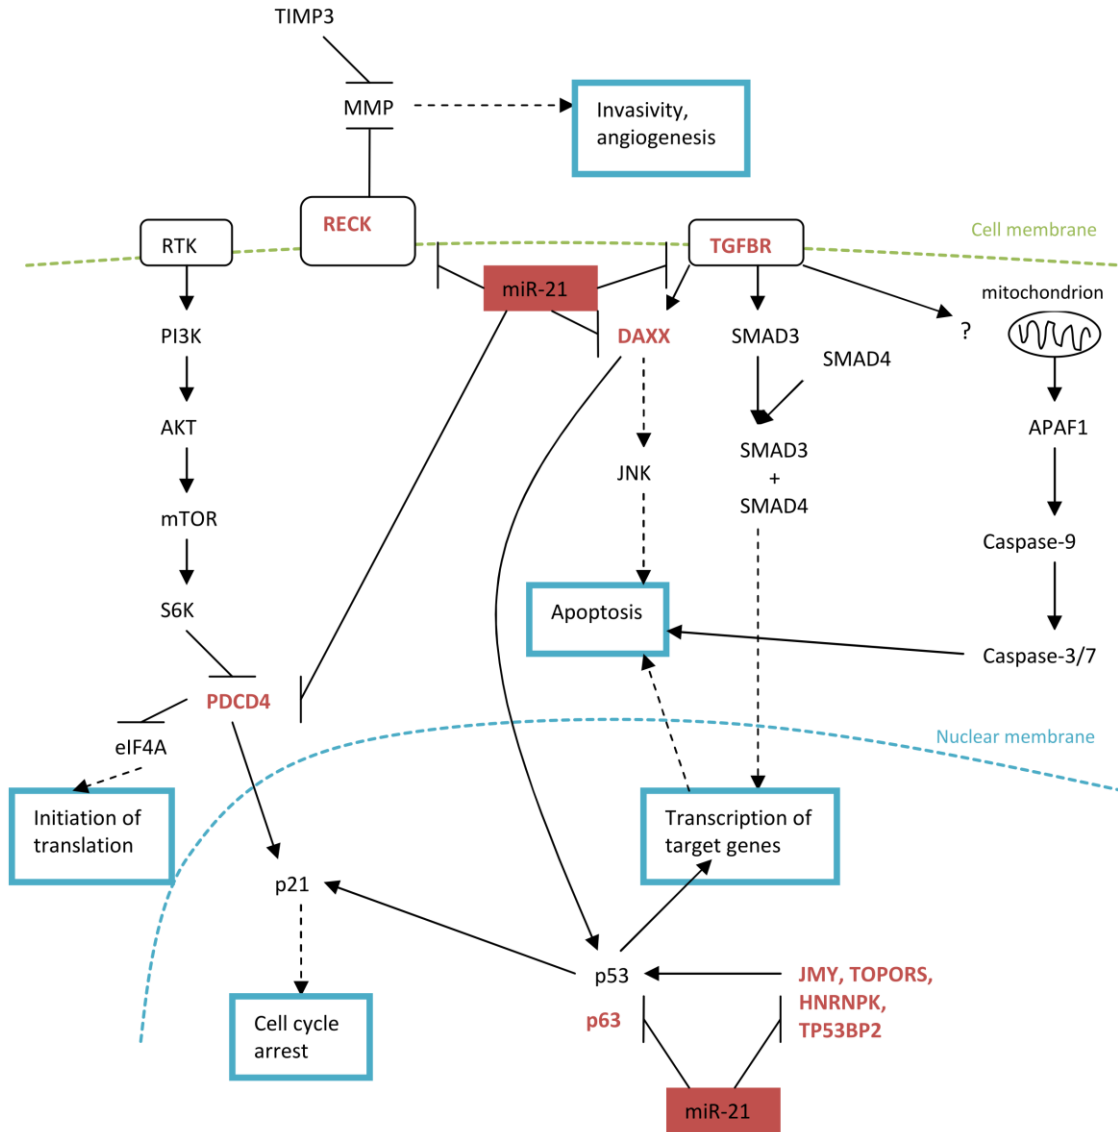 TIMP3
MMP
Invasivity,
angiogenesis
RECK
RTK
TGFBR
Cell membrane
miR-21
mitochondrion
PI3K
DAXX
SMAD3
?
SMAD4
AKT
APAF1
SMAD3
+
SMAD4
JNK
mTOR
Caspase-9
S6K
Apoptosis
Caspase-3/7
PDCD4
eIF4A
Nuclear membrane
Initiation of
translation
Transcription of
target genes
p21
p53
JMY, TOPORS,
HNRNPK,
TP53BP2
p63
Cell cycle
arrest
miR-21